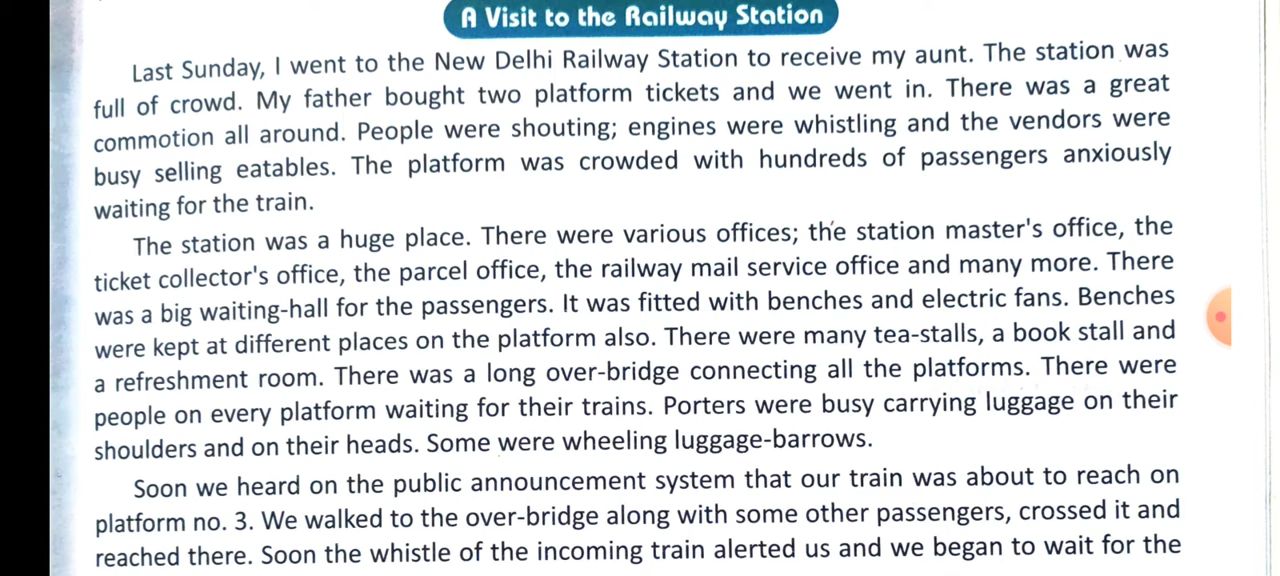 A Visit to the Railway Station
Last Sunday, I went to the New Delhi Railway Station to receive my aunt. The station was
full of crowd. My father bought two platform tickets and we went in. There was a great
commotion all around. People were shouting; engines were whistling and the vendors were
busy selling eatables. The platform was crowded with hundreds of passengers anxiously
waiting for the train.
The station was a huge place. There were various offices; the station master's office, the
ticket collector's office, the parcel office, the railway mail service office and many more. There
was a big waiting-hall for the passengers. It was fitted with benches and electric fans. Benches
were kept at different places on the platform also. There were many tea-stalls, a book stall and
a refreshment room. There was a long over-bridge connecting all the platforms. There were
people on every platform waiting for their trains. Porters were busy carrying luggage on their
shoulders and on their heads. Some were wheeling luggage-barrows.
Soon we heard on the public announcement system that our train was about to reach on
platform no. 3. We walked to the over-bridge along with some other passengers, crossed it and
reached there. Soon the whistle of the incoming train alerted us and we began to wait for the